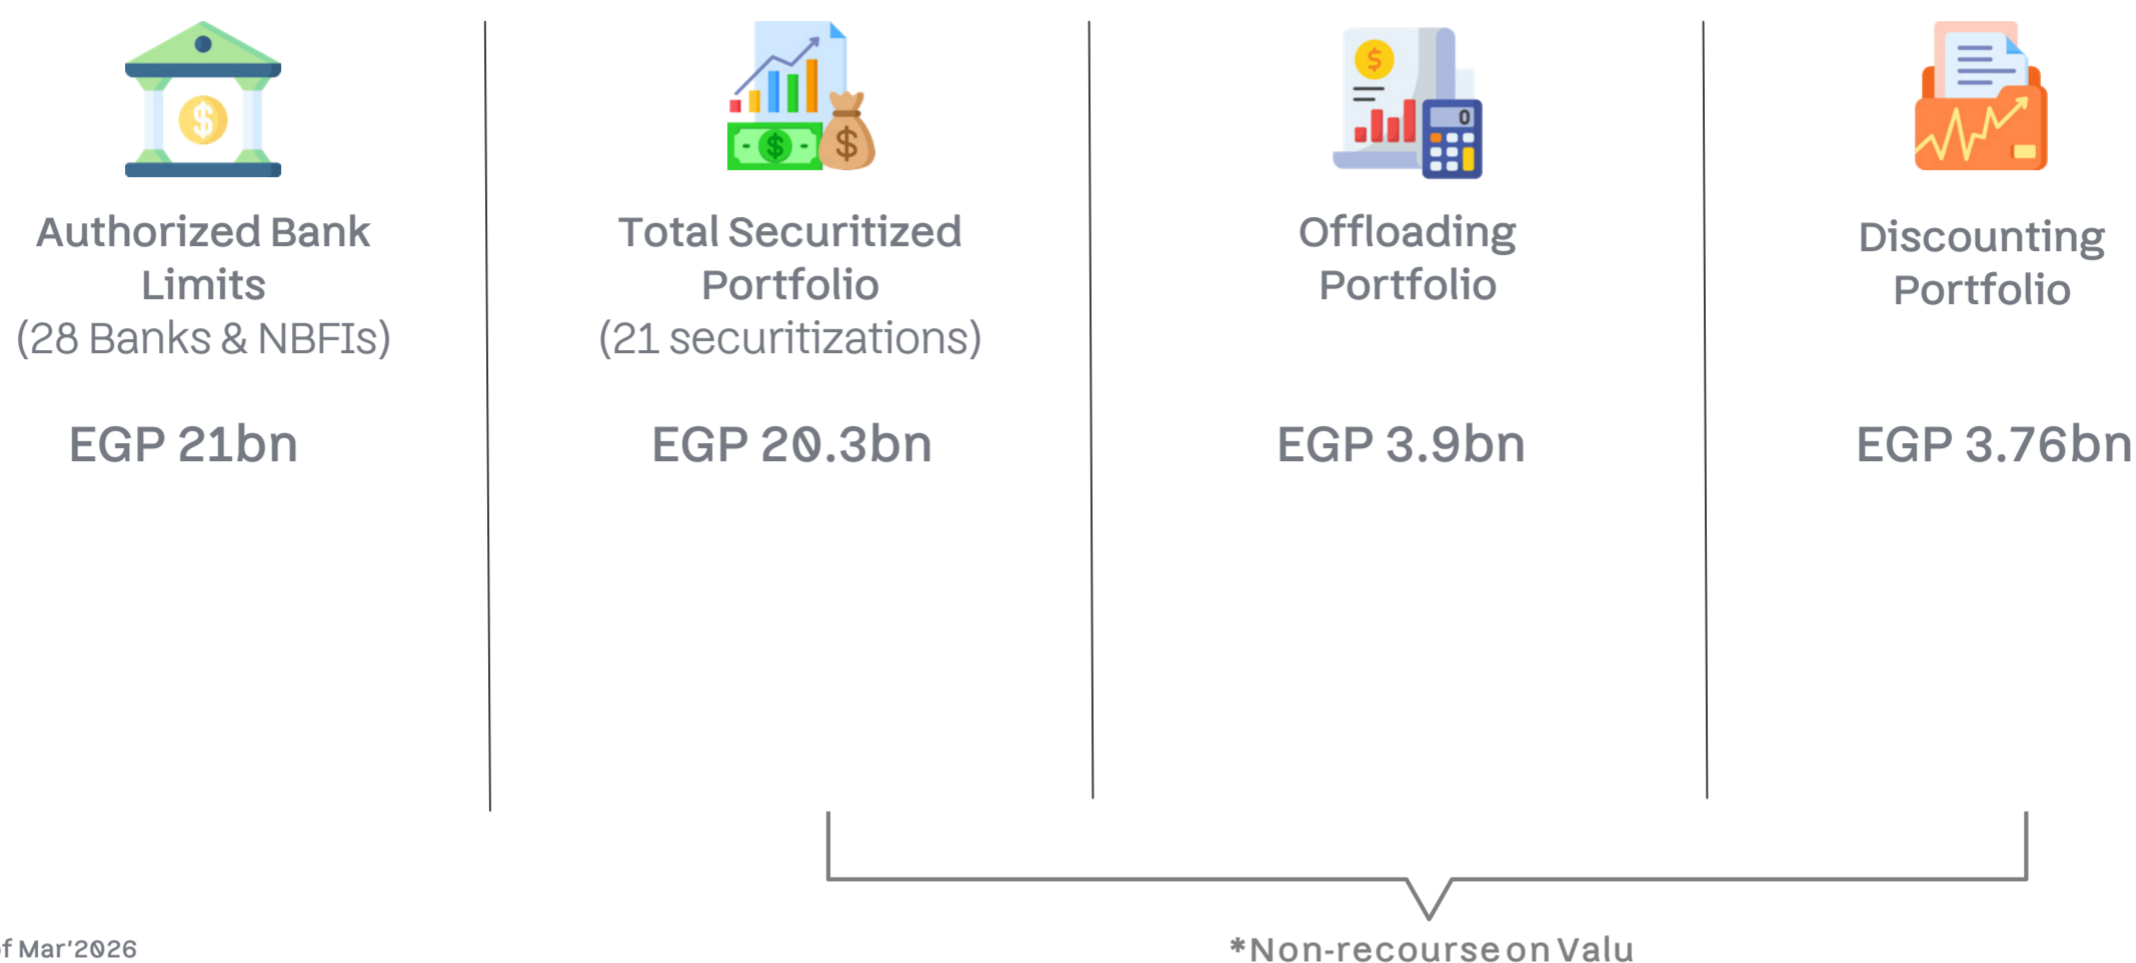 Authorized Bank
Limits
(28 Banks & NBFIs)
EGP 21bn
Total Securitized
Portfolio
(21 securitizations)
EGP 20.3bn
Offloading
Portfolio
EGP 3.9bn
Discounting
Portfolio
EGP 3.76bn
*Non-recourse on Valu
f Mar'2026